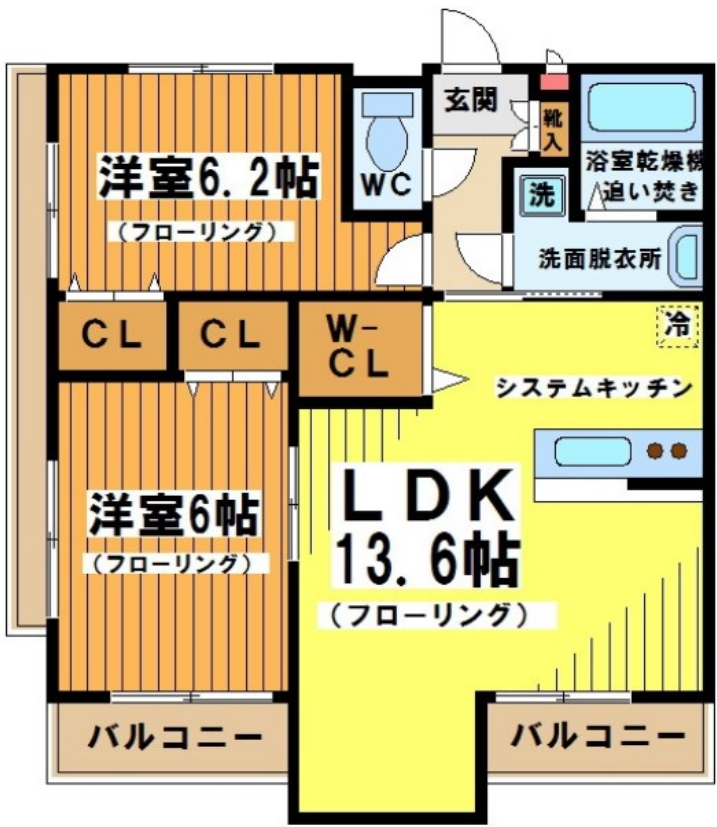 玄関
靴
入
浴室乾燥機
追い焚き
洋室6.2帖
(フローリング)
WC
洗
洗面脱衣所
CL
CL
W-
CL
冷
システムキッチン
LDK
13.6帖
(フローリング)
洋室6帖
(フローリング)
バルコニー
バルコニー